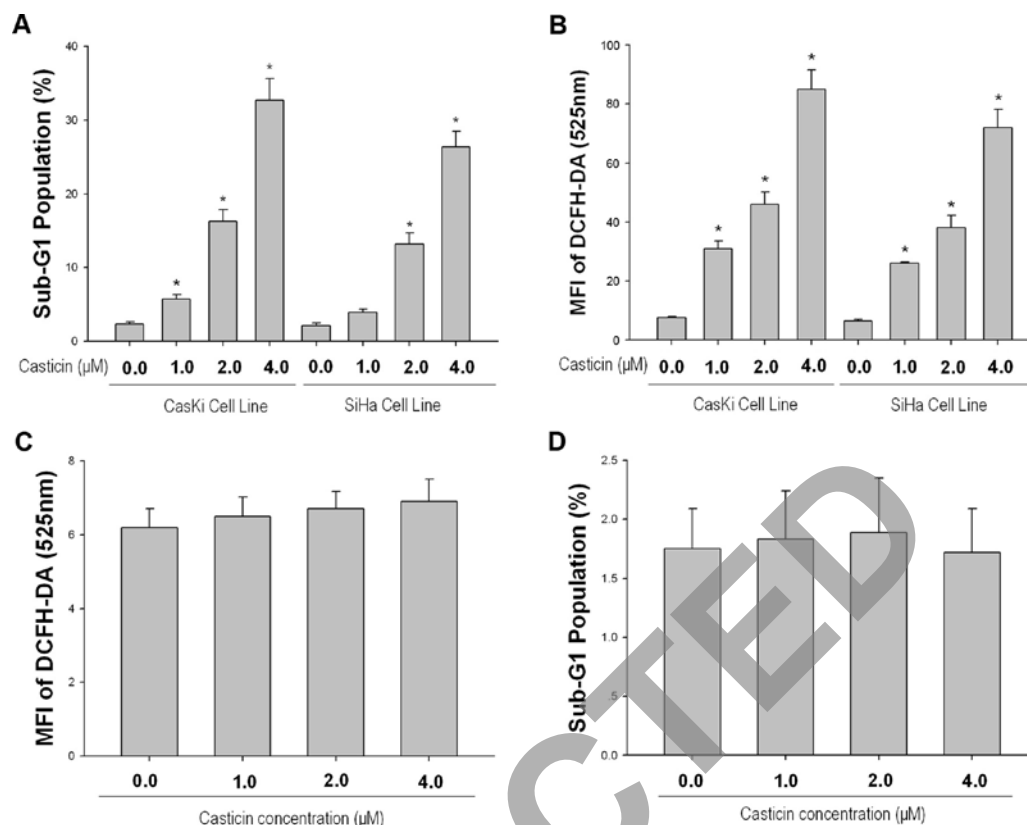 A
Sub-G1 Population (%)
40
30
20
10
0
* * * * *
Casticin (µM) 0.0 1.0 2.0 4.0 0.0 1.0 2.0 4.0
CasKi Cell Line SiHa Cell Line
B
MFI of DCFH-DA (525nm)
100
80
60
40
20
0
* * * * * *
Casticin (µM) 0.0 1.0 2.0 4.0 0.0 1.0 2.0 4.0
CasKi Cell Line SiHa Cell Line
C
MFI of DCFH-DA (525nm)
8
6
4
2
0
0.0 1.0 2.0 4.0
Casticin concentration (µM)
D
Sub-G1 Population (%)
2.5
2.0
1.5
1.0
.5
0.0
0.0 1.0 2.0 4.0
Casticin concentration (µM)
CTED